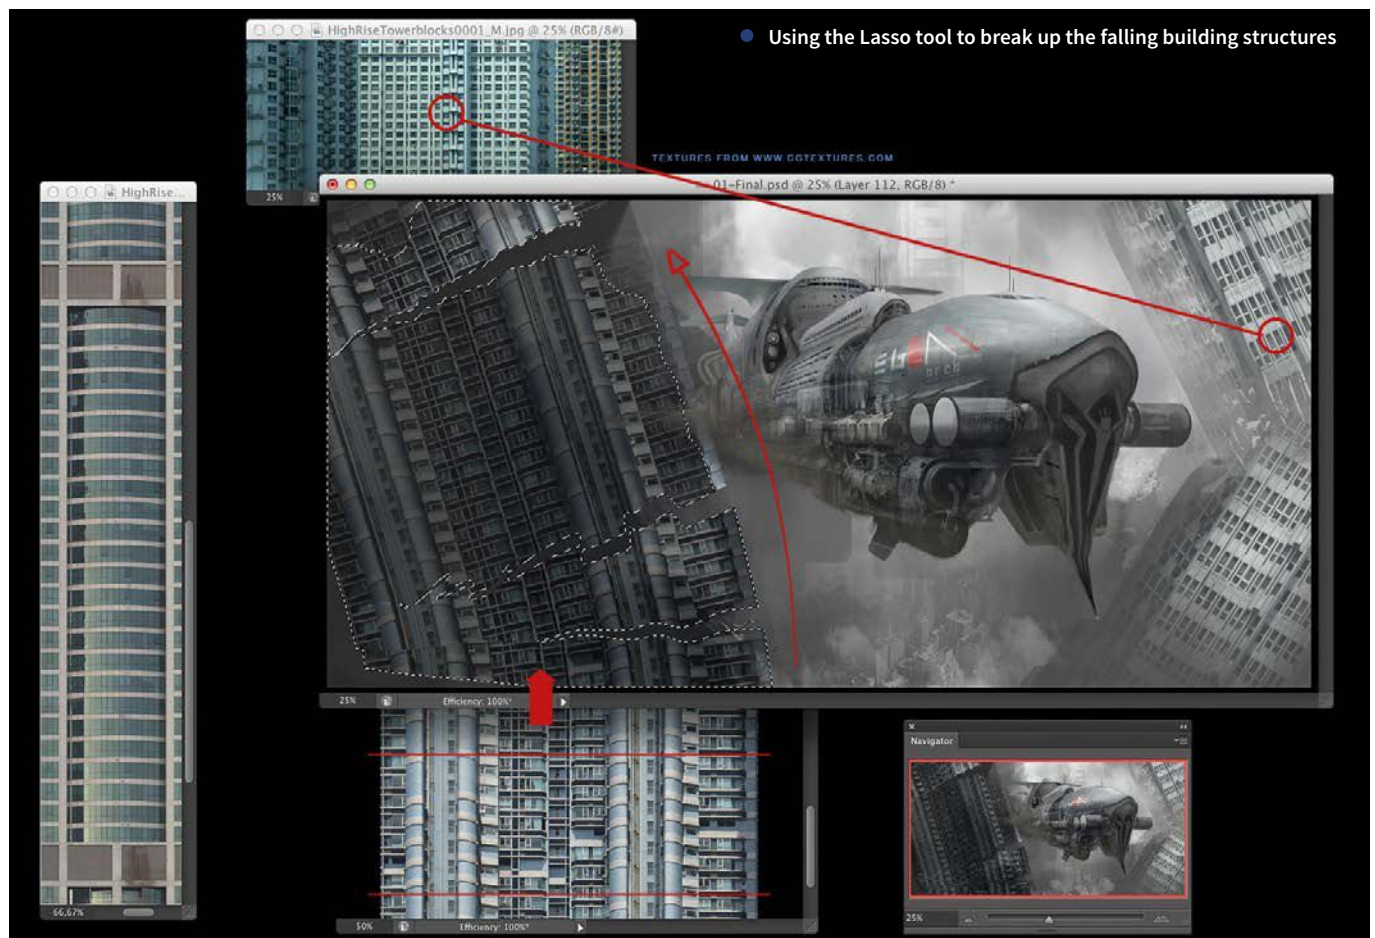 HighRiseTowerblocks0001_M.jpg @ 25% (RGB/8#)
Using the Lasso tool to break up the falling building structures
TEXTURES FROM WWW.CGTEXTURES.COM
25%
01-Final.psd @ 25% (Layer 112, RGB/8) *
HighRise...
25%
Efficiency: 100%*
Navigator
25%
66,67%
50%
Efficiency: 100%*